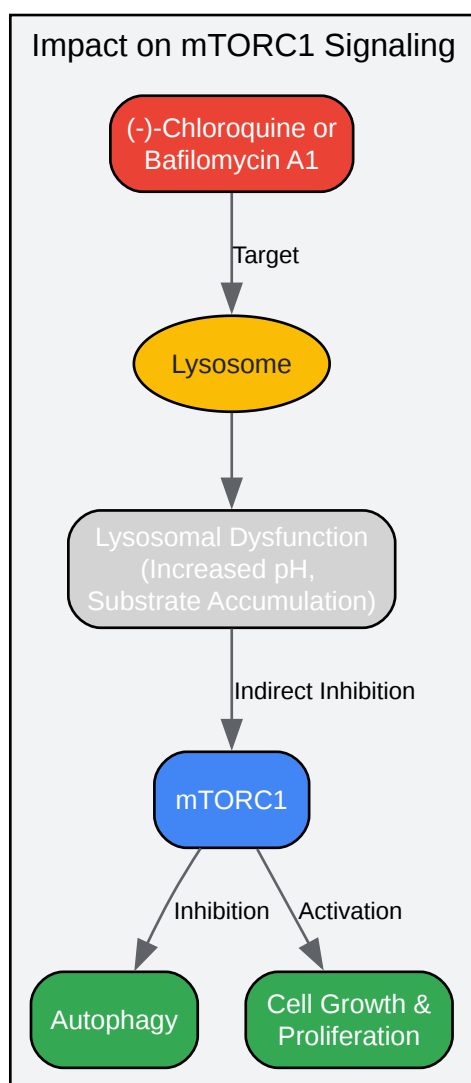 Impact on mTORC1 Signaling
(-)-Chloroquine or
Bafilomycin A1
Target
Lysosome
Lysosomal Dysfunction
(Increased pH,
Substrate Accumulation)
Indirect Inhibition
mTORC1
Inhibition
Activation
Autophagy
Cell Growth &
Proliferation